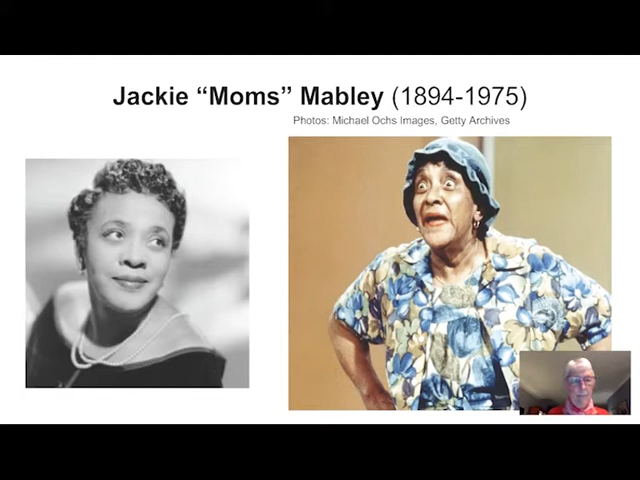 Jackie “Moms” Mabley (1894-1975)
Photos: Michael Ochs Images, Getty Archives